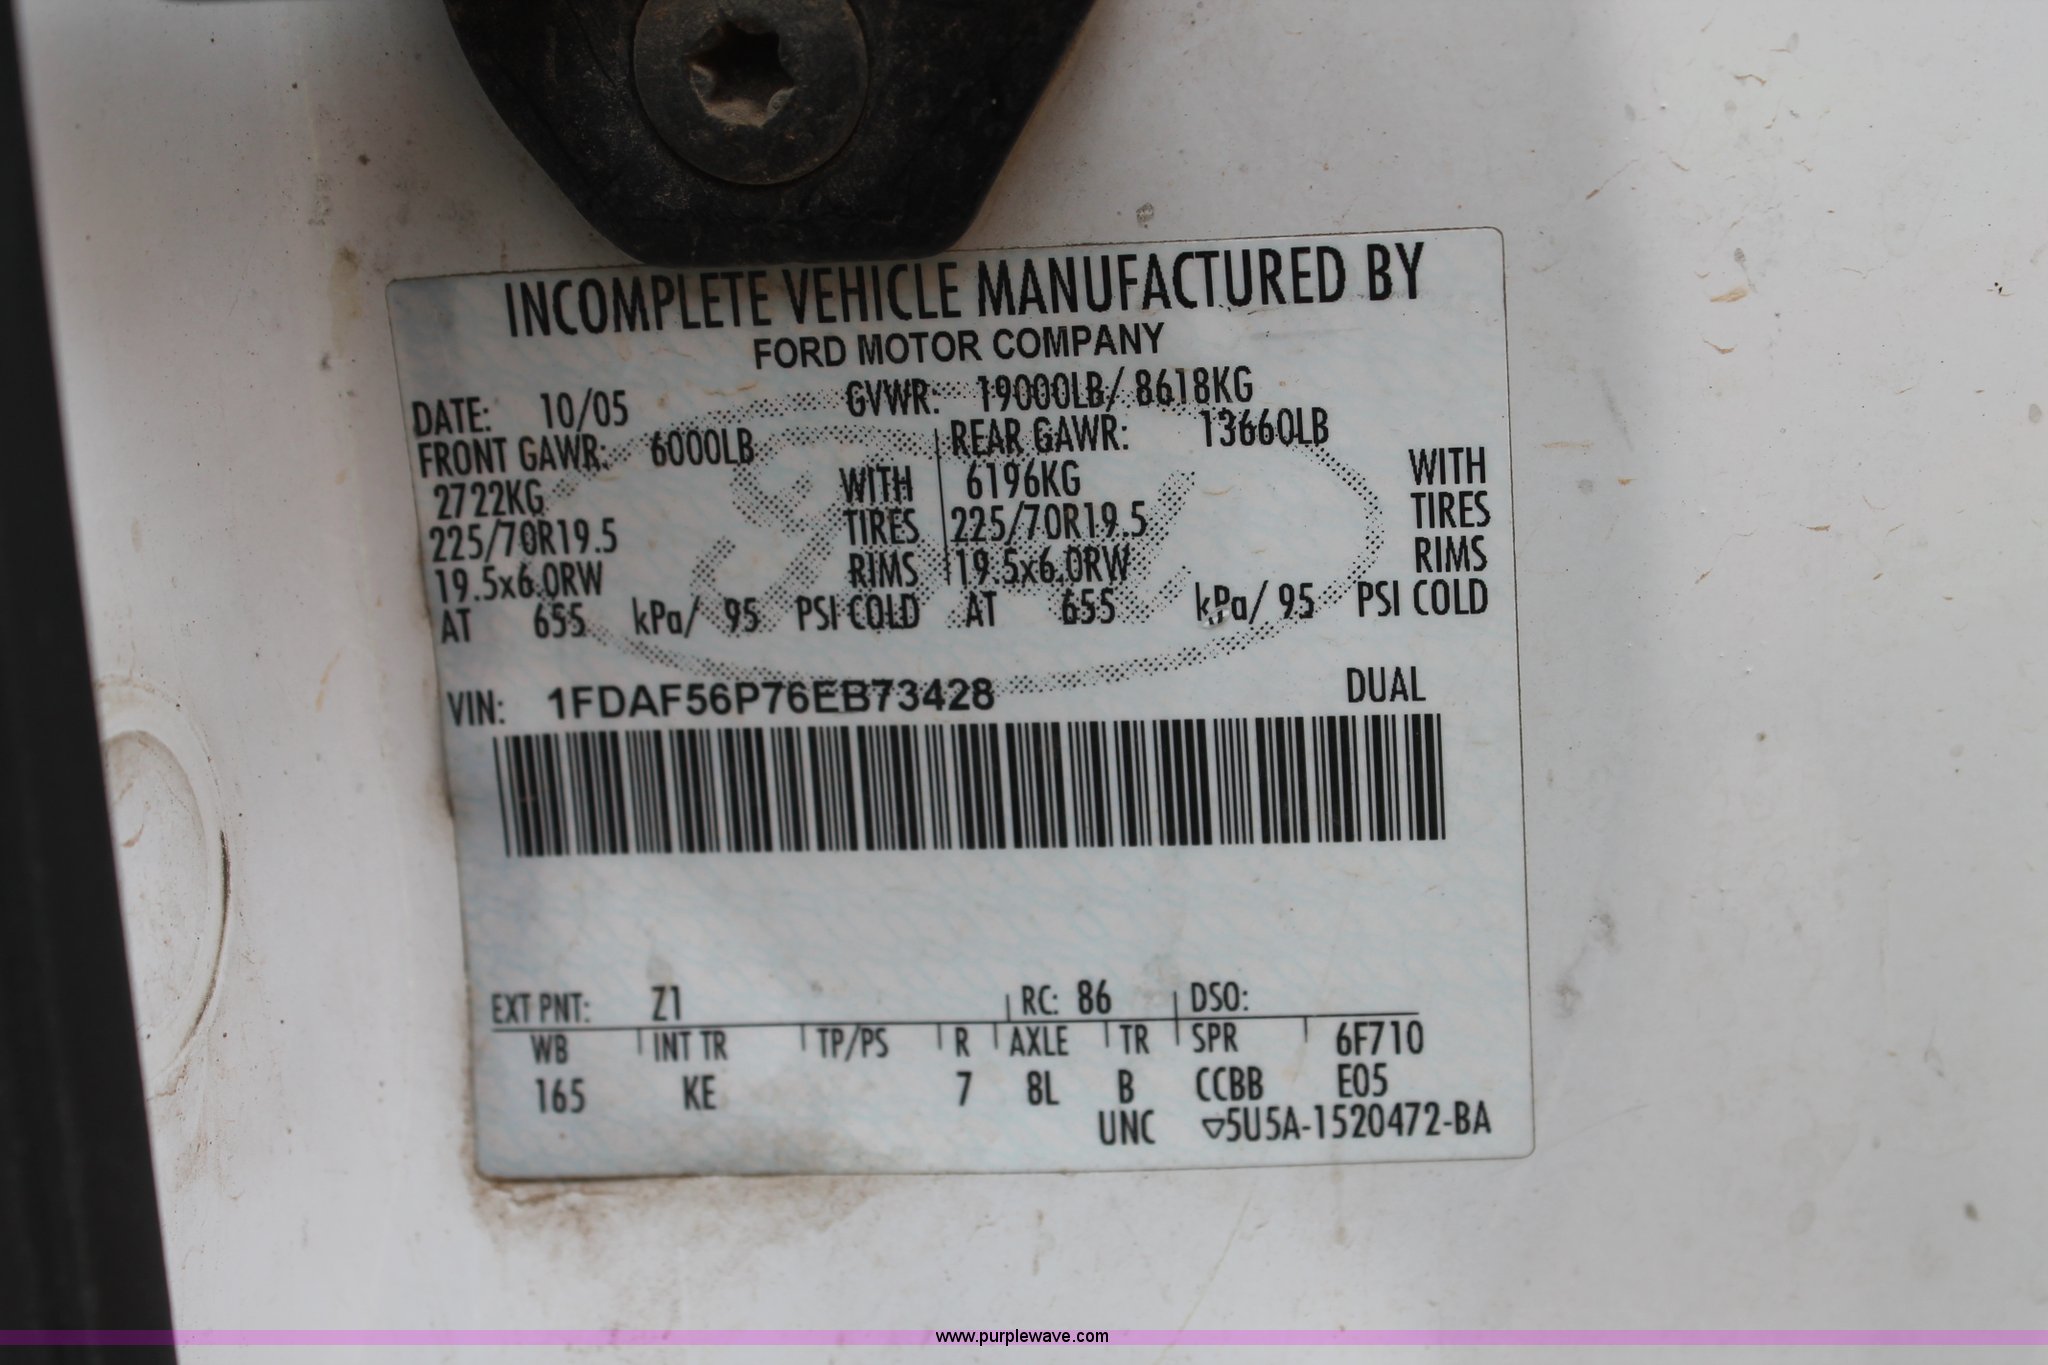 INCOMPLETE VEHICLE MANUFACTURED BY
FORD MOTOR COMPANY
DATE: 10/05 GVWR: 19000LB/ 8618KG
FRONT GAWR: 6000LB REAR GAWR: 13660LB
2722KG WITH 6196KG WITH
225/70R19.5 TIRES 225/70R19.5 TIRES
19.5x6.0RW RIMS 19.5x6.0RW RIMS
AT 655 kPa/ 95 PSI COLD AT 655 kPa/ 95 PSI COLD
VIN: 1FDAF56P76EB73428 DUAL
EXT PNT: Z1 RC: 86 DSO:
WB INT TR TP/PS R AXLE TR SPR 6F710
165 KE 7 8L B CCBB E05
UNC ▽5U5A-1520472-BA
www.purplewave.com